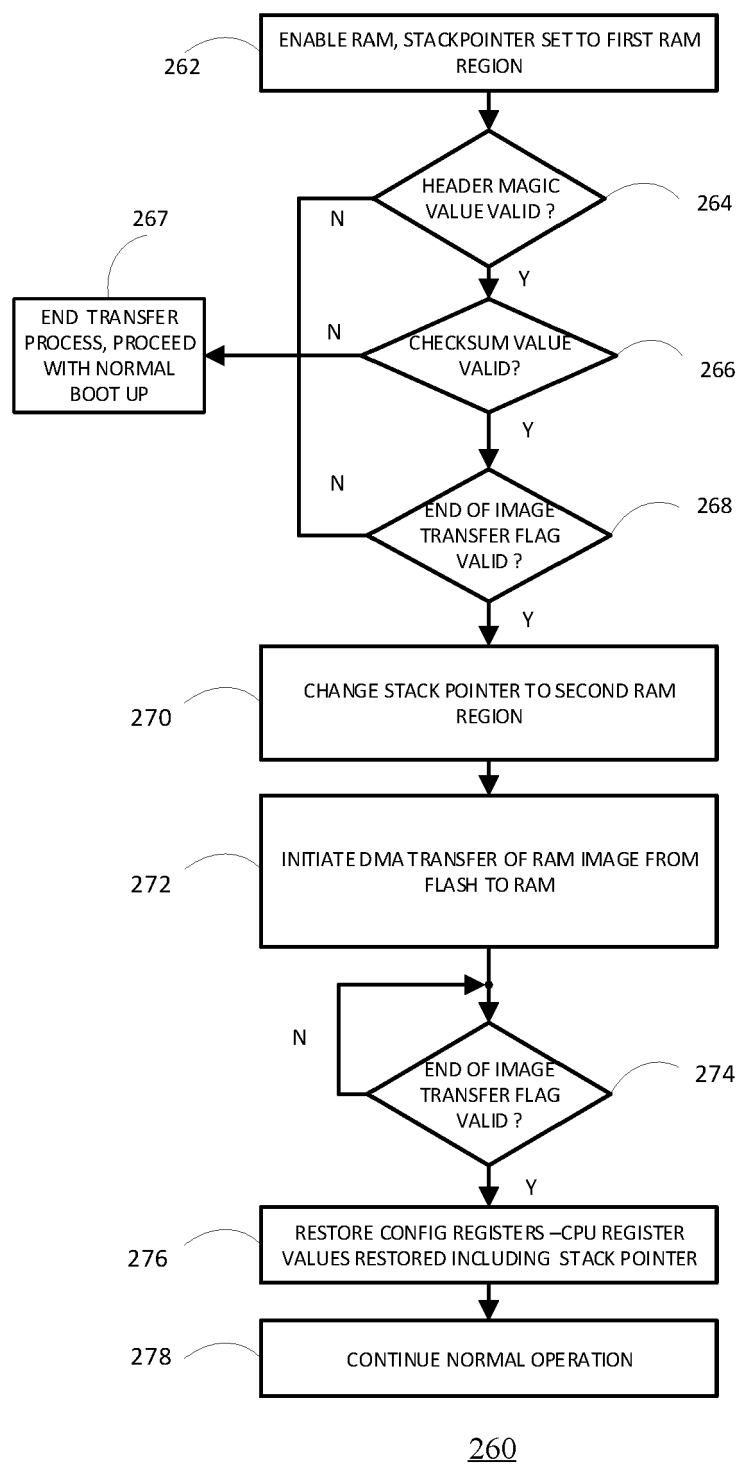 ENABLE RAM, STACKPOINTER SET TO FIRST RAM
REGION
262
HEADER MAGIC
VALUE VALID ?
264
N
Y
267
END TRANSFER
PROCESS, PROCEED
WITH NORMAL
BOOT UP
N
CHECKSUM VALUE
VALID?
266
Y
N
END OF IMAGE
TRANSFER FLAG
VALID ?
268
Y
CHANGE STACK POINTER TO SECOND RAM
REGION
270
INITIATE DMA TRANSFER OF RAM IMAGE FROM
FLASH TO RAM
272
N
END OF IMAGE
TRANSFER FLAG
VALID ?
274
Y
RESTORE CONFIG REGISTERS –CPU REGISTER
VALUES RESTORED INCLUDING STACK POINTER
276
CONTINUE NORMAL OPERATION
278
260